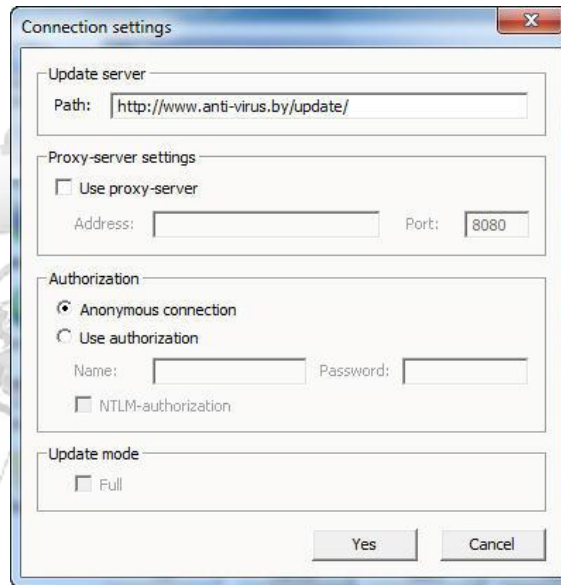 Connection settings
Update server
Path: http://www.anti-virus.by/update/
Proxy-server settings
Use proxy-server
Address: Port: 8080
Authorization
Anonymous connection
Use authorization
Name: Password:
NTLM-authorization
Update mode
Full
Yes Cancel